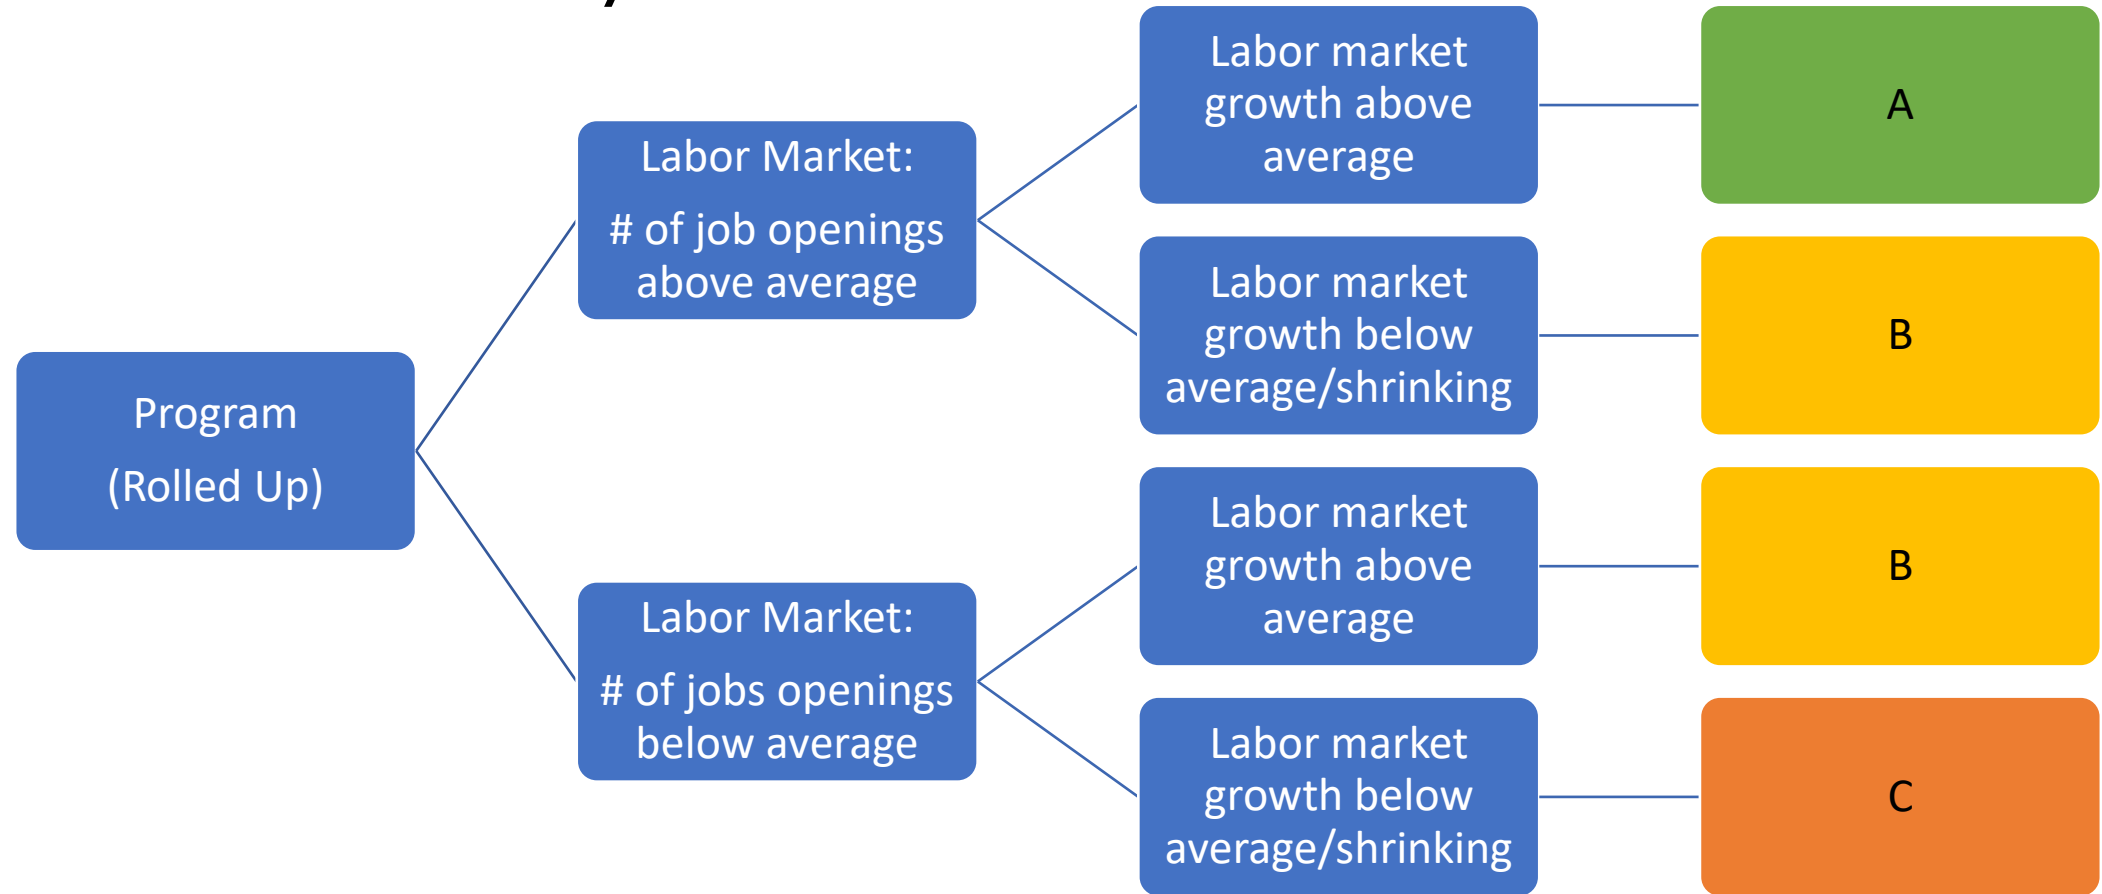 Program
(Rolled Up)
Labor Market:
# of job openings
above average
Labor market
growth above
average
A
Labor market
growth below
average/shrinking
B
Labor Market:
# of jobs openings
below average
Labor market
growth above
average
B
Labor market
growth below
average/shrinking
C